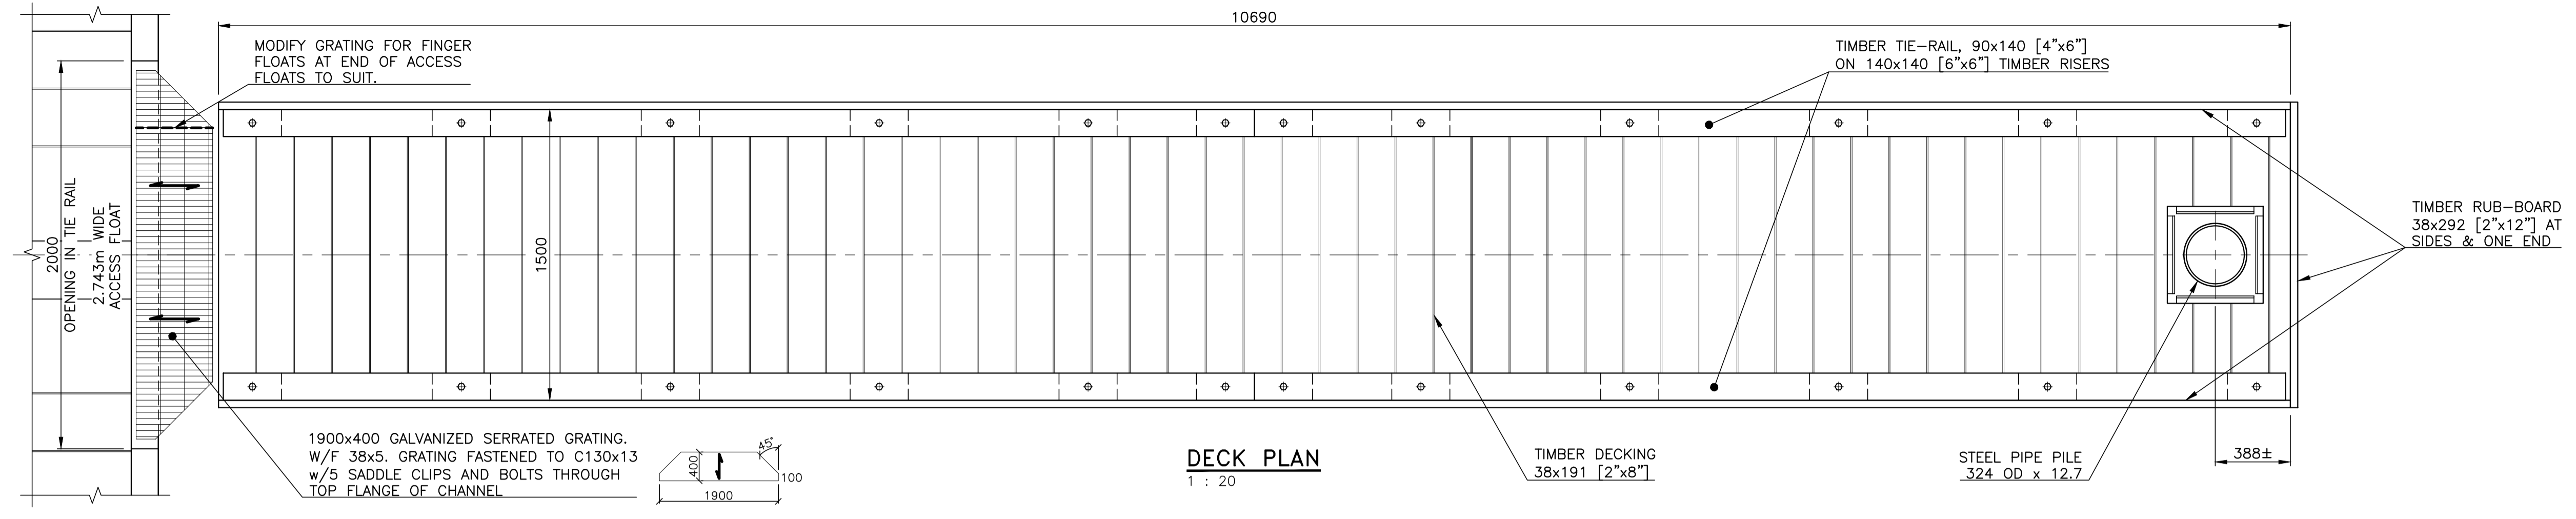 10690
MODIFY GRATING FOR FINGER
FLOATS AT END OF ACCESS
FLOATS TO SUIT.
TIMBER TIE-RAIL, 90x140 [4"x6"]
ON 140x140 [6"x6"] TIMBER RISERS
2000
OPENING IN TIE RAIL
2.743m WIDE
ACCESS FLOAT
1500
TIMBER RUB-BOARD
38x292 [2"x12"] AT
SIDES & ONE END
1900x400 GALVANIZED SERRATED GRATING.
W/F 38x5. GRATING FASTENED TO C130x13
w/5 SADDLE CLIPS AND BOLTS THROUGH
TOP FLANGE OF CHANNEL
400
45°
100
1900
DECK PLAN
1 : 20
TIMBER DECKING
38x191 [2"x8"]
STEEL PIPE PILE
324 OD x 12.7
388±